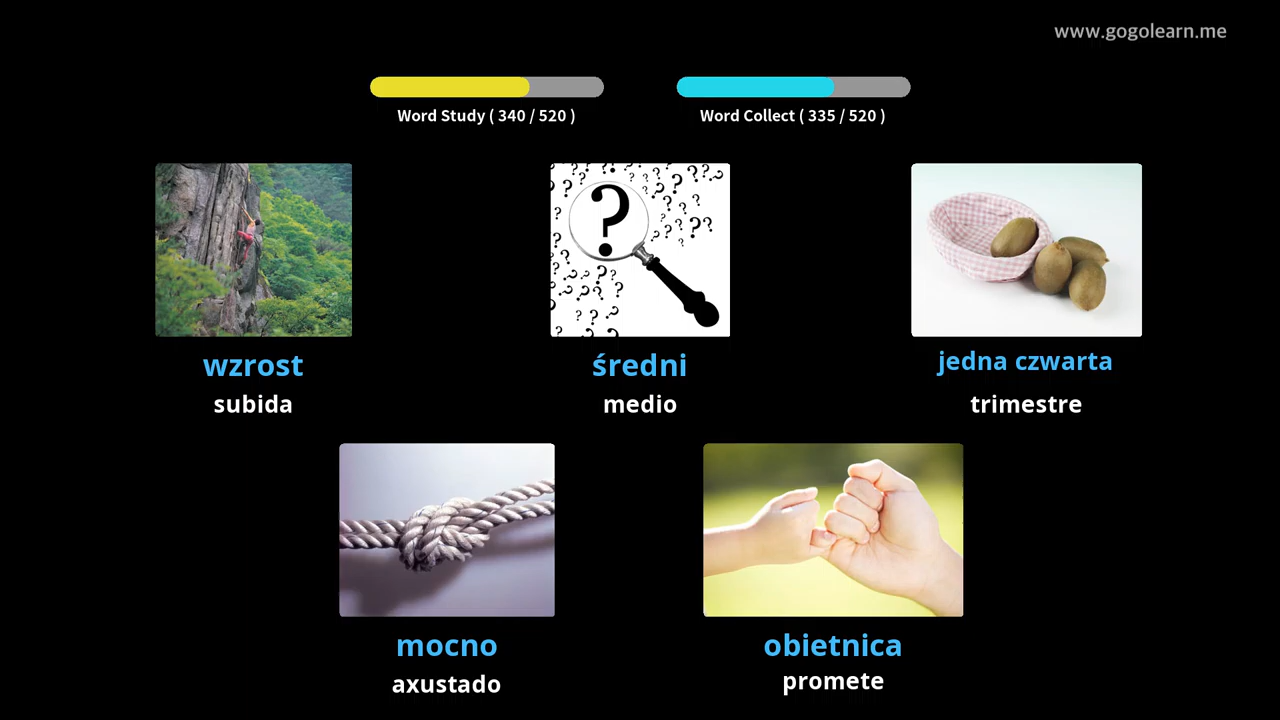 www.gogolearn.me
Word Study ( 340 / 520 )
Word Collect ( 335 / 520 )
wzrost
subida
średni
medio
jedna czwarta
trimestre
mocno
axustado
obietnica
promete